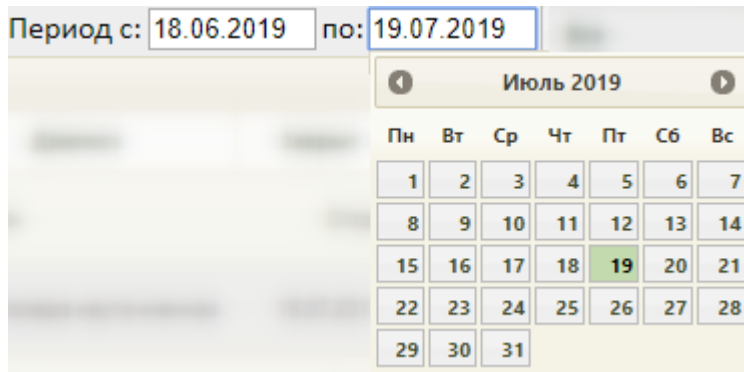 Период с: 18.06.2019 по: 19.07.2019
Июль 2019
Пн Вт Ср Чт Пт Сб Вс
1 2 3 4 5 6 7
8 9 10 11 12 13 14
15 16 17 18 19 20 21
22 23 24 25 26 27 28
29 30 31